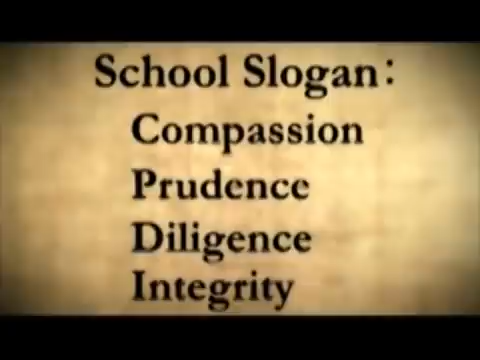 School Slogan:
Compassion
Prudence
Diligence
Integrity